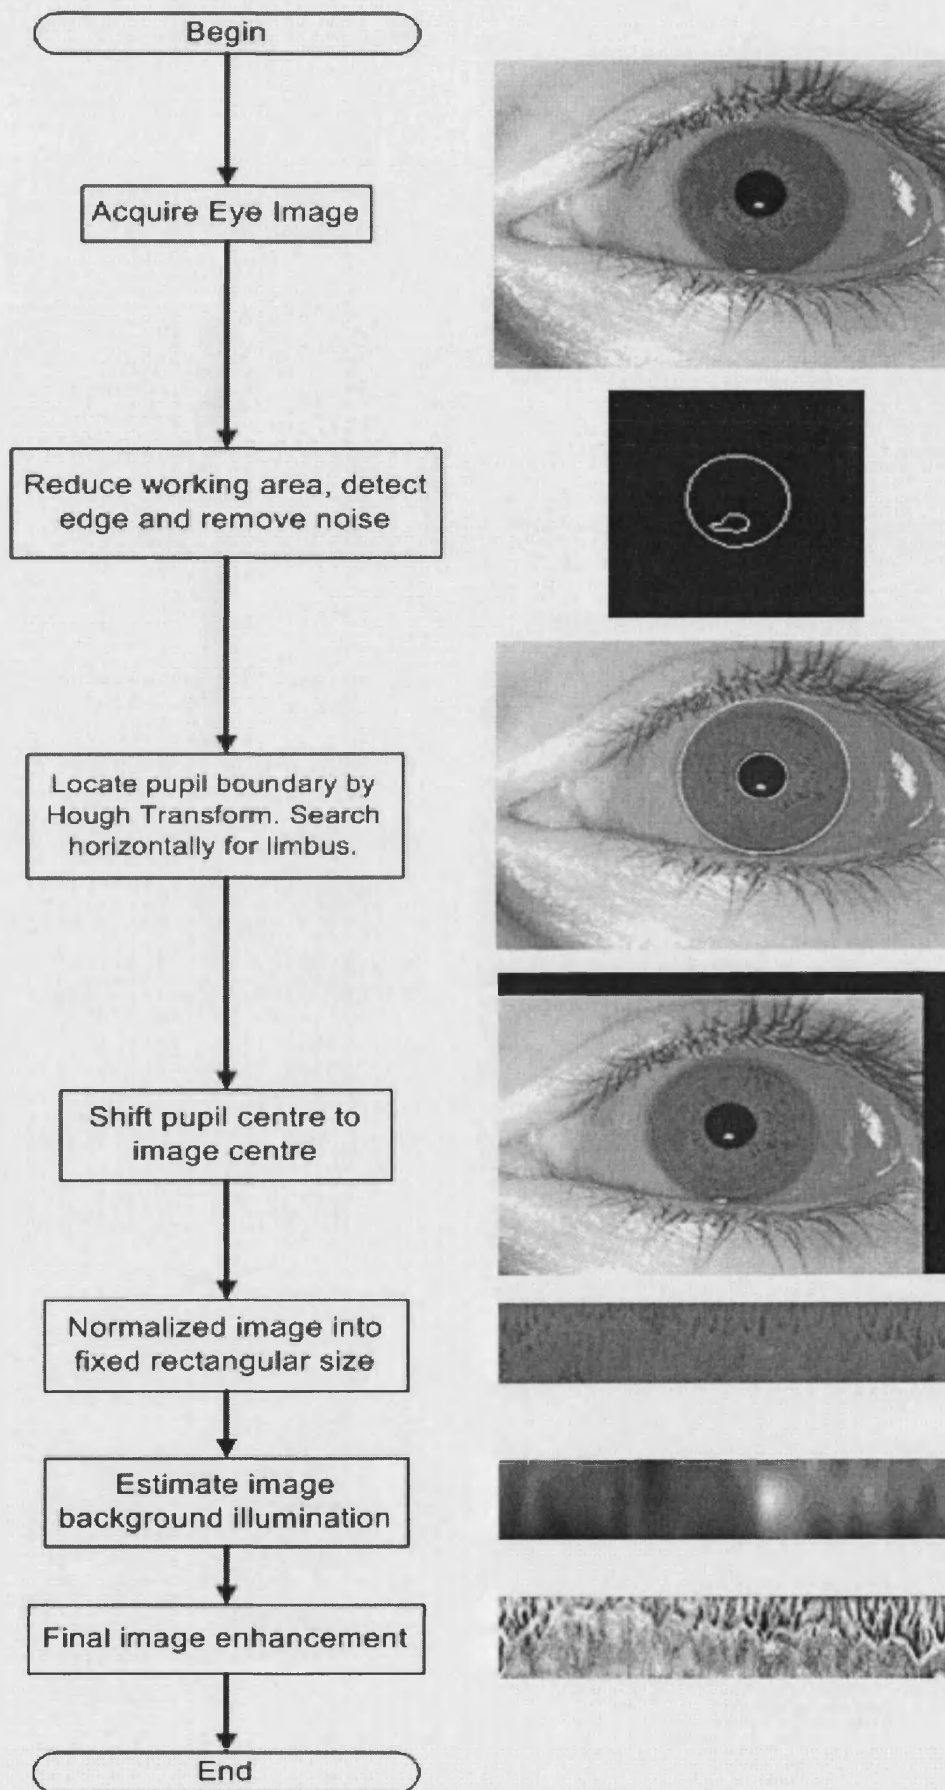 Begin
Acquire Eye Image
Reduce working area, detect
edge and remove noise
Locate pupil boundary by
Hough Transform. Search
horizontally for limbus.
Shift pupil centre to
image centre
Normalized image into
fixed rectangular size
Estimate image
background illumination
Final image enhancement
End